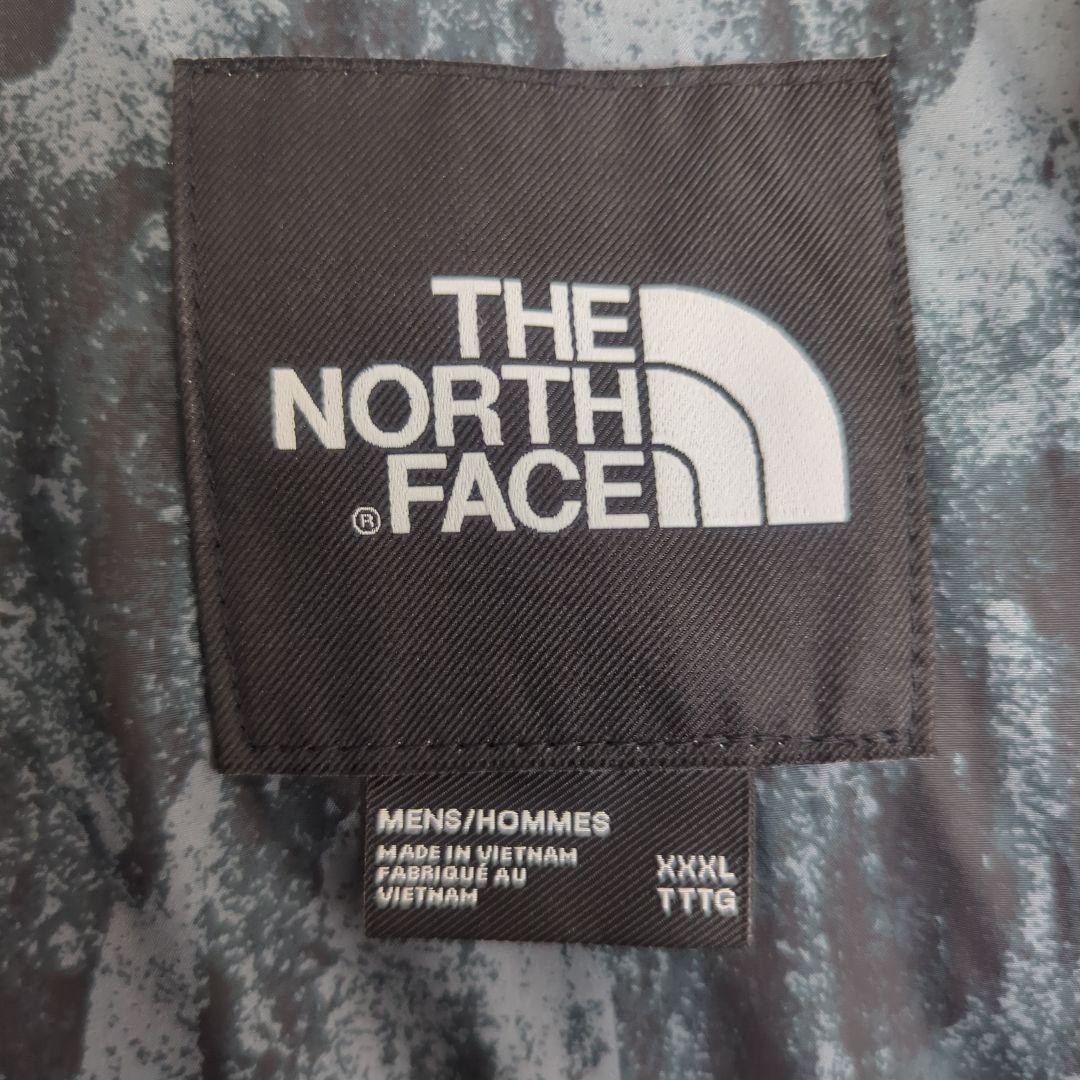 THE
NORTH
FACE
®
MENS/HOMMES
MADE IN VIETNAM
FABRIQUÉ AU
VIETNAM
XXXL
TTTG